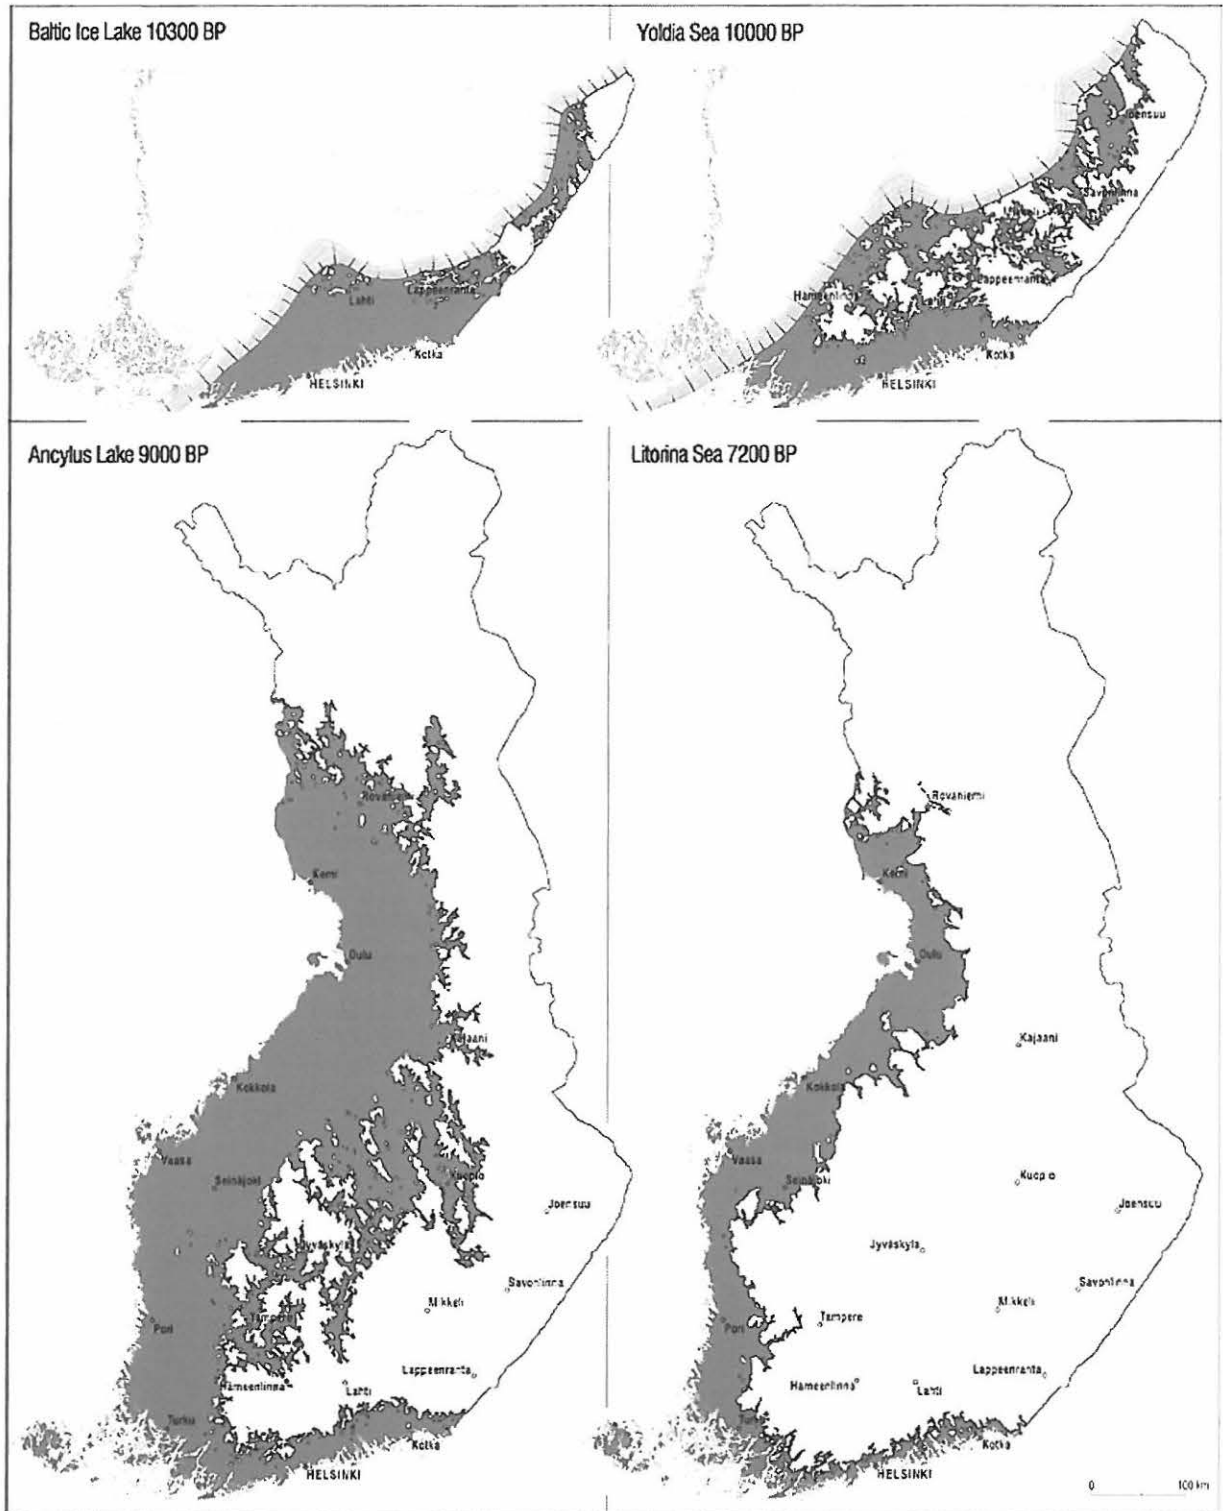 Baltic Ice Lake 10300 BP
Lappeenranta
Lahti
Kotka
HELSINKI
Yoldia Sea 10000 BP
Joensuu
Savonlinna
Mikkeli
Lappeenranta
Hämeenlinna
Lahti
Kotka
HELSINKI
Ancylus Lake 9000 BP
Rovaniemi
Kemi
Oulu
Kajaani
Kokkola
Vaasa
Kuopio
Seinäjoki
Joensuu
Jyväskyla
Savonlinna
Mikkeli
Tampere
Pori
Lappeenranta
Hämeenlinna
Lahti
Turku
Kotka
HELSINKI
Litorina Sea 7200 BP
Rovaniemi
Kemi
Oulu
Kajaani
Kokkola
Vaasa
Kuopio
Seinäjoki
Joensuu
Jyväskyla
Savonlinna
Mikkeli
Tampere
Pori
Lappeenranta
Hämeenlinna
Lahti
Turku
Kotka
HELSINKI
0 100 km